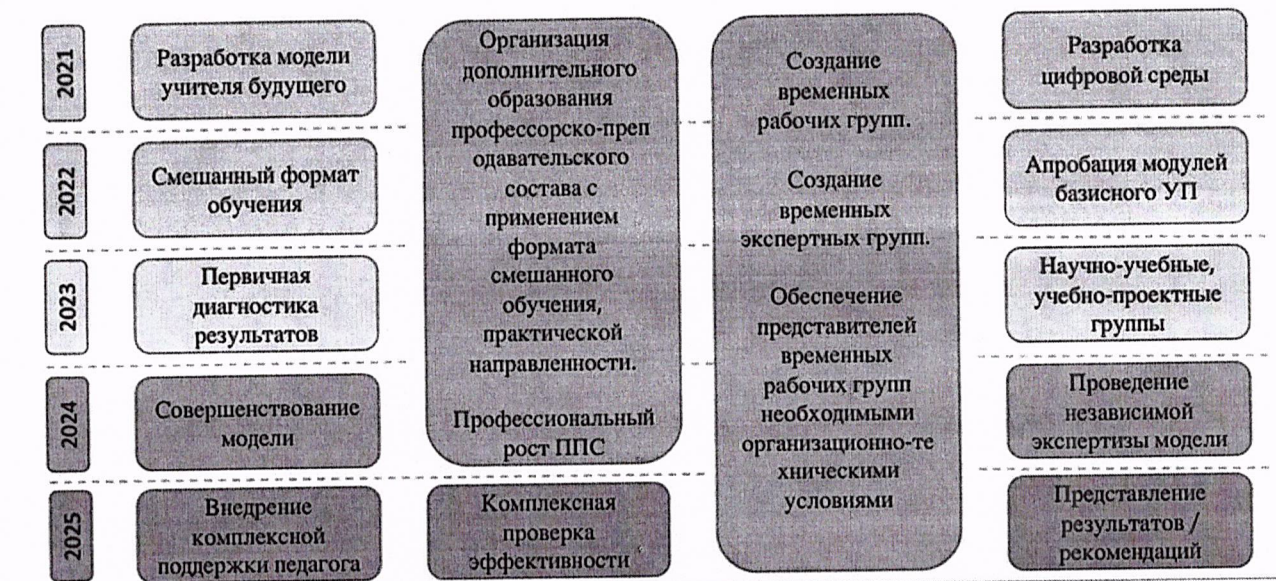 2021
Разработка модели
учителя будущего
Организация
дополнительного
образования
профессорско-преп
одавательского
состава с
применением
формата
смешанного
обучения,
практической
направленности.
Профессиональный
рост ППС
Создание
временных
рабочих групп.
Создание
временных
экспертных групп.
Обеспечение
представителей
временных
рабочих групп
необходимыми
организационно-те
хническими
условиями
Разработка
цифровой среды
2022
Смешанный формат
обучения
Апробация модулей
базисного УП
2023
Первичная
диагностика
результатов
Научно-учебные,
учебно-проектные
группы
2024
Совершенствование
модели
Проведение
независимой
экспертизы модели
2025
Внедрение
комплексной
поддержки педагога
Комплексная
проверка
эффективности
Представление
результатов /
рекомендаций